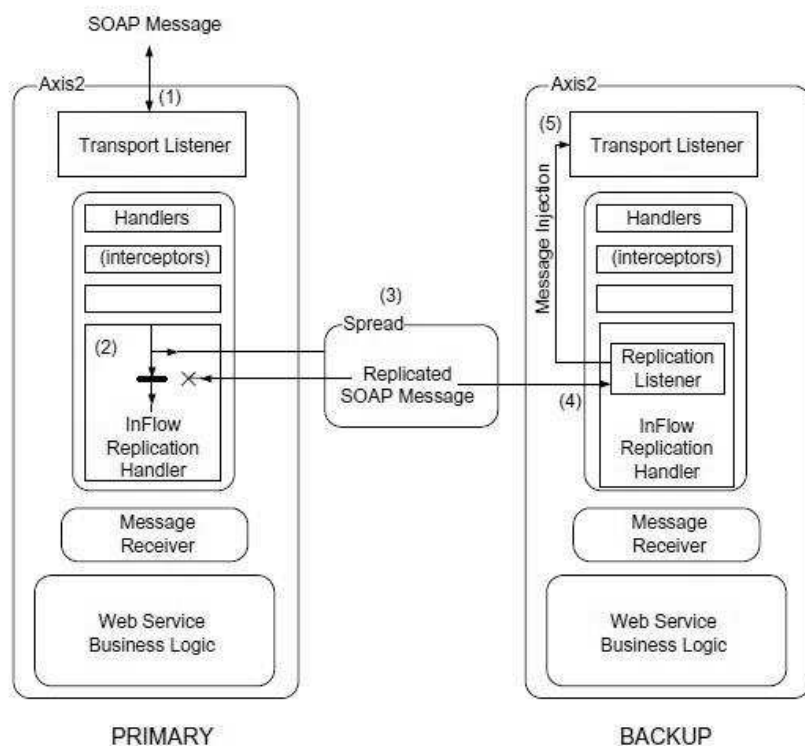 SOAP Message
Axis2
(1)
Transport Listener
Handlers
(interceptors)
(2)
InFlow
Replication
Handler
Message
Receiver
Web Service
Business Logic
PRIMARY
(3)
Spread
Replicated
SOAP Message
(4)
Axis2
(5)
Transport Listener
Message Injection
Handlers
(interceptors)
Replication
Listener
InFlow
Replication
Handler
Message
Receiver
Web Service
Business Logic
BACKUP